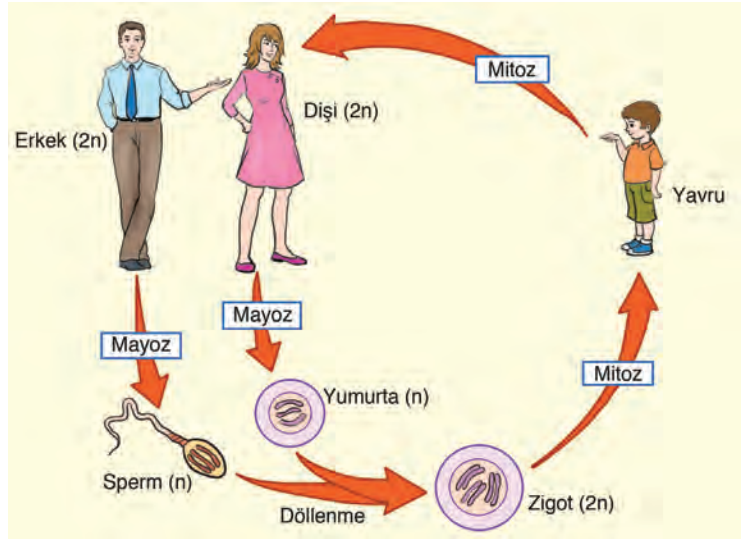 Mitoz
Erkek (2n)
Dişi (2n)
Yavru
Mayoz
Mayoz
Mitoz
Yumurta (n)
Sperm (n)
Döllenme
Zigot (2n)